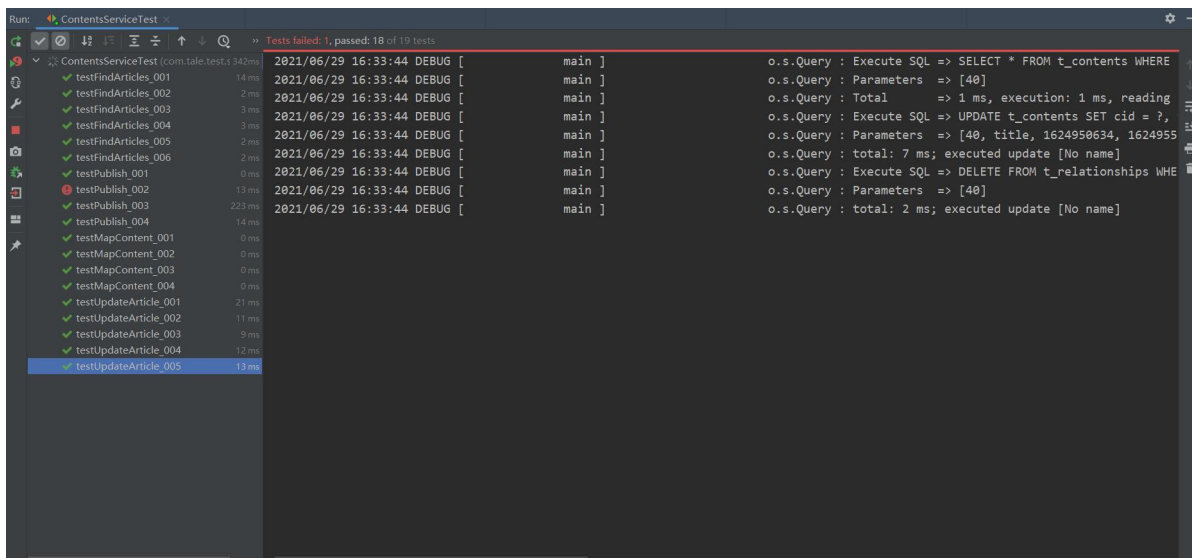 Run: ContentsServiceTest ×
» Tests failed: 1, passed: 18 of 19 tests
ContentsServiceTest (com.tale.test.s 342ms
testFindArticles_001 14 ms
testFindArticles_002 2 ms
testFindArticles_003 3 ms
testFindArticles_004 3 ms
testFindArticles_005 2 ms
testFindArticles_006 2 ms
testPublish_001 0 ms
testPublish_002 13 ms
testPublish_003 223 ms
testPublish_004 14 ms
testMapContent_001 0 ms
testMapContent_002 0 ms
testMapContent_003 0 ms
testMapContent_004 0 ms
testUpdateArticle_001 21 ms
testUpdateArticle_002 11 ms
testUpdateArticle_003 9 ms
testUpdateArticle_004 12 ms
testUpdateArticle_005 13 ms
2021/06/29 16:33:44 DEBUG [ main ] o.s.Query : Execute SQL => SELECT * FROM t_contents WHERE
2021/06/29 16:33:44 DEBUG [ main ] o.s.Query : Parameters => [40]
2021/06/29 16:33:44 DEBUG [ main ] o.s.Query : Total => 1 ms, execution: 1 ms, reading
2021/06/29 16:33:44 DEBUG [ main ] o.s.Query : Execute SQL => UPDATE t_contents SET cid = ?,
2021/06/29 16:33:44 DEBUG [ main ] o.s.Query : Parameters => [40, title, 1624950634, 1624955
2021/06/29 16:33:44 DEBUG [ main ] o.s.Query : total: 7 ms; executed update [No name]
2021/06/29 16:33:44 DEBUG [ main ] o.s.Query : Execute SQL => DELETE FROM t_relationships WHE
2021/06/29 16:33:44 DEBUG [ main ] o.s.Query : Parameters => [40]
2021/06/29 16:33:44 DEBUG [ main ] o.s.Query : total: 2 ms; executed update [No name]